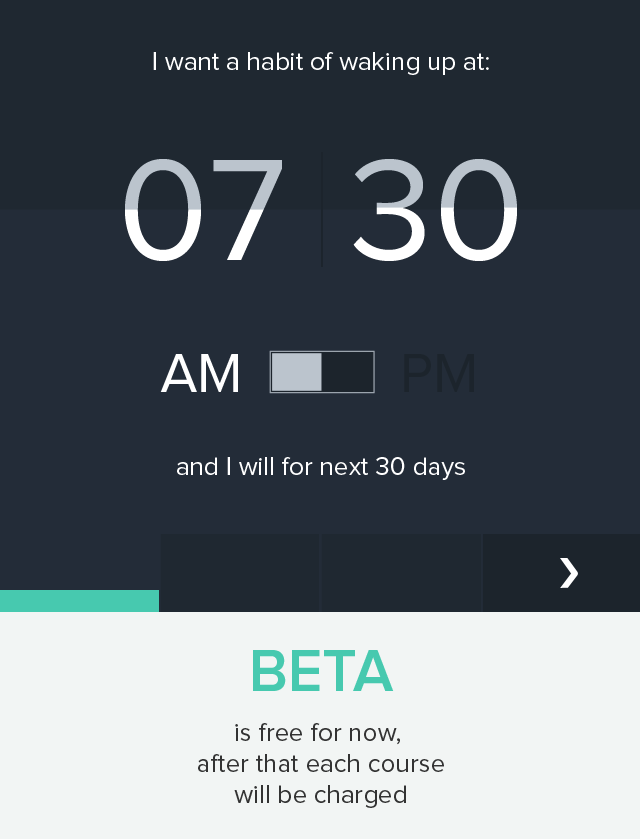 I want a habit of waking up at:
07 30
AM PM
and I will for next 30 days
BETA
is free for now,
after that each course
will be charged